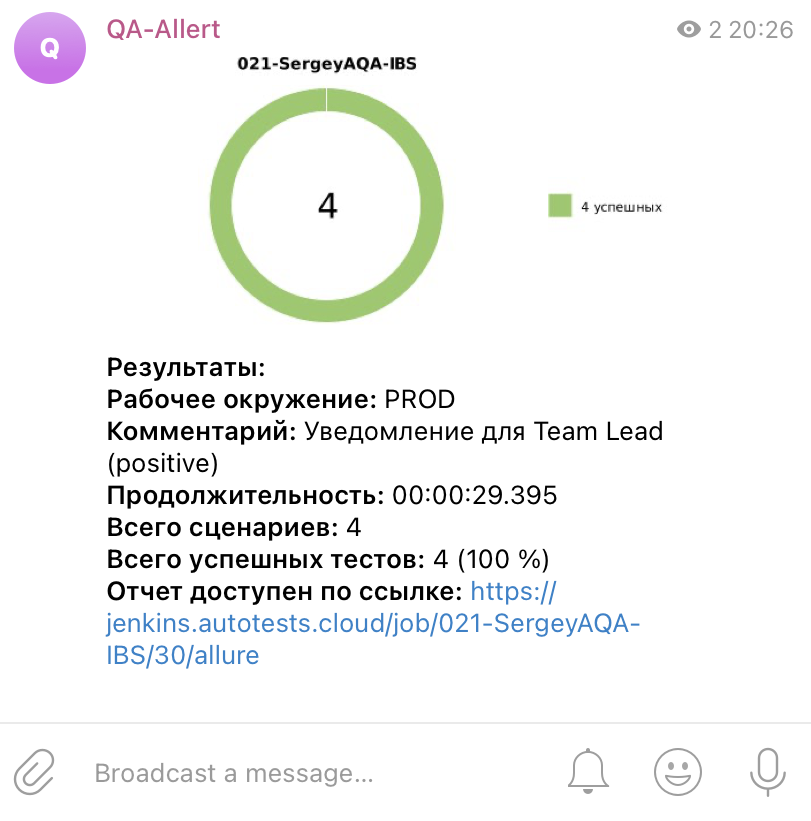 Q
QA-Allert
2 20:26
021-SergeyAQA-IBS
4
4 успешных
Результаты:
Рабочее окружение: PROD
Комментарий: Уведомление для Team Lead
(positive)
Продолжительность: 00:00:29.395
Всего сценариев: 4
Всего успешных тестов: 4 (100 %)
Отчет доступен по ссылке: https://
jenkins.autotests.cloud/job/021-SergeyAQA-
IBS/30/allure
Broadcast a message...